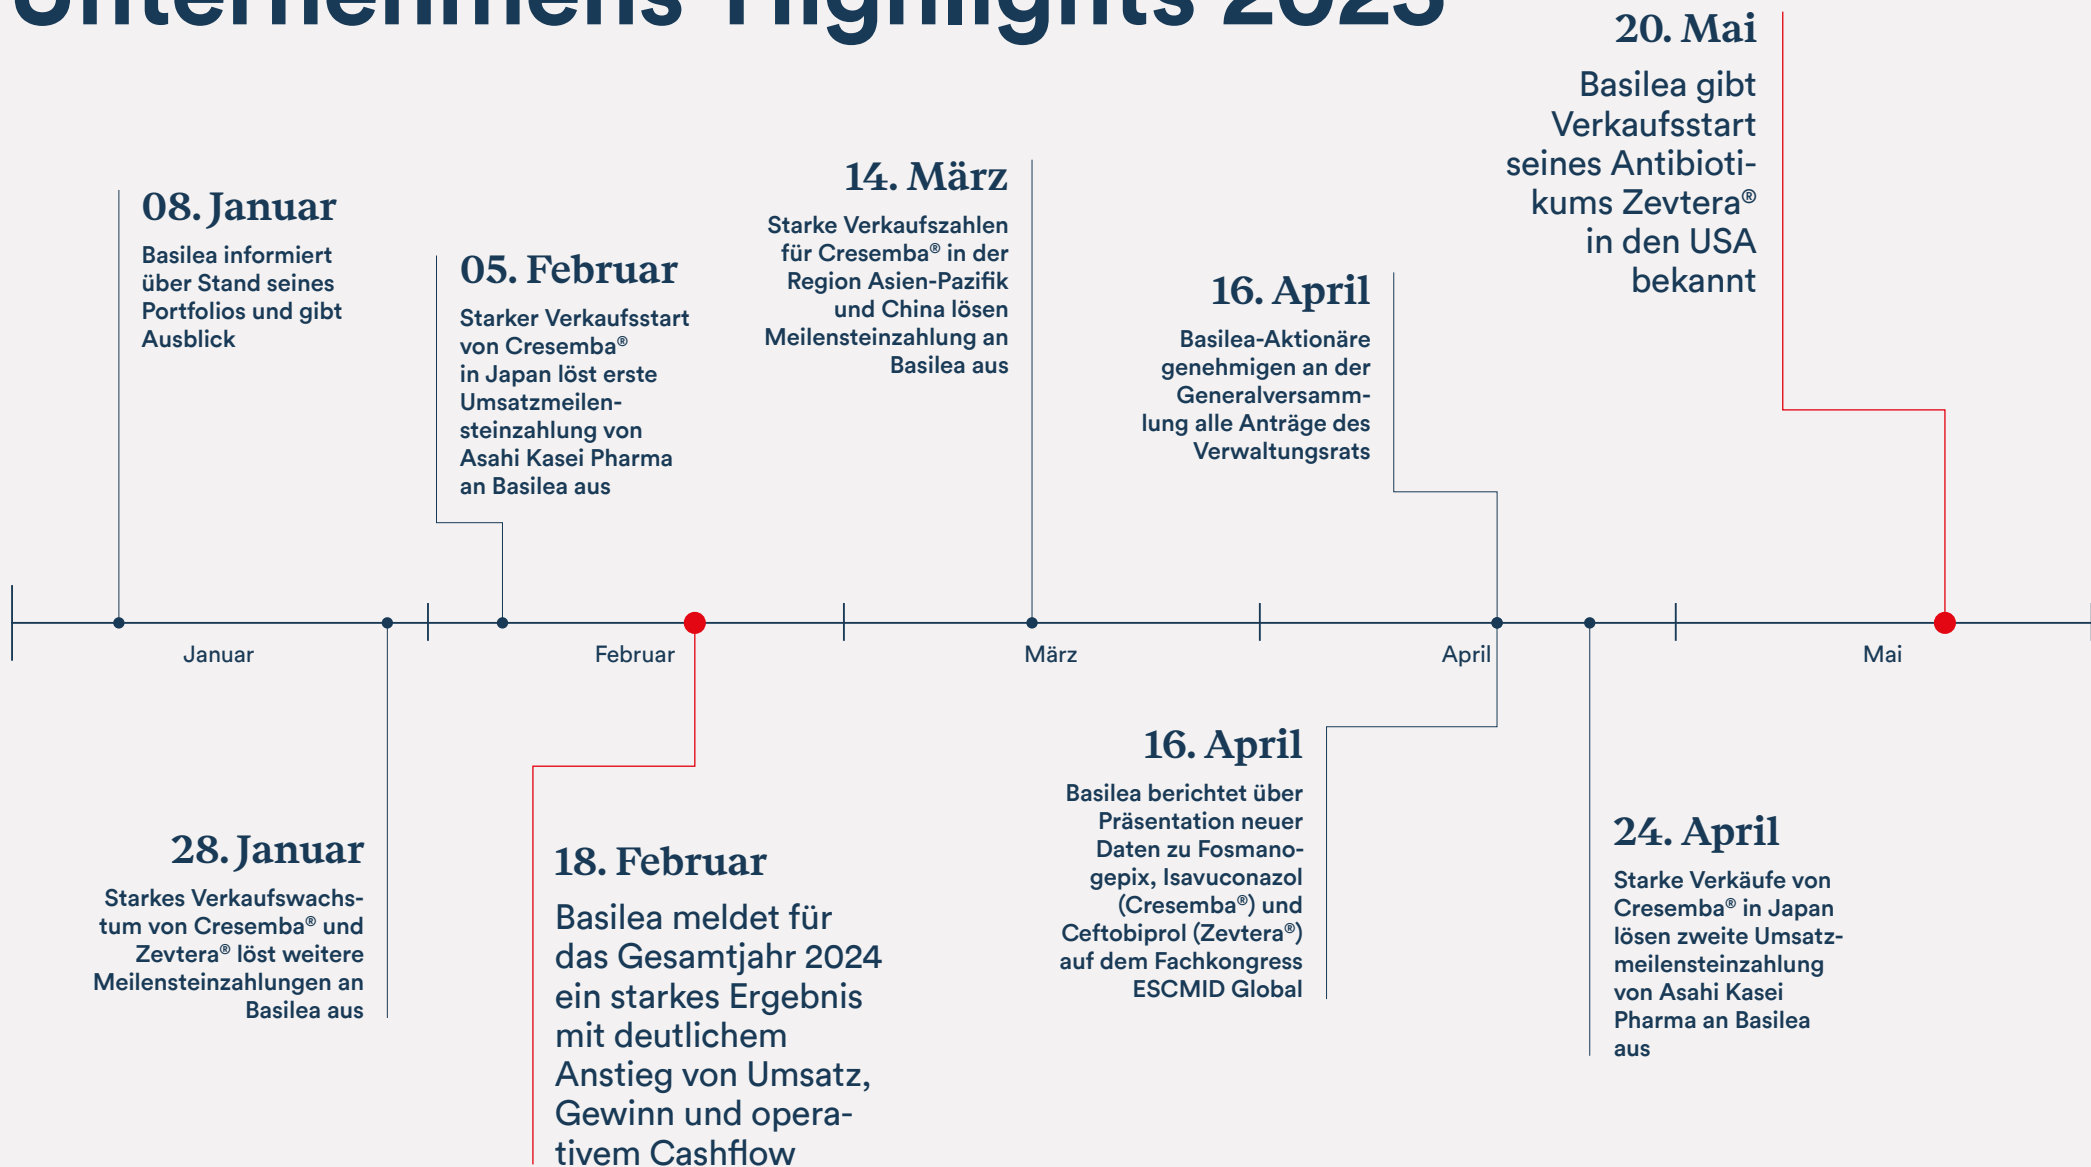 Unternehmens-Highlights 2025
08. Januar
Basilea informiert
über Stand seines
Portfolios und gibt
Ausblick
05. Februar
Starker Verkaufsstart
von Cresemba®
in Japan löst erste
Umsatzmeilen-
steinzahlung von
Asahi Kasei Pharma
an Basilea aus
14. März
Starke Verkaufszahlen
für Cresemba® in der
Region Asien-Pazifik
und China lösen
Meilensteinzahlung an
Basilea aus
16. April
Basilea-Aktionäre
genehmigen an der
Generalversamm-
lung alle Anträge des
Verwaltungsrats
20. Mai
Basilea gibt
Verkaufsstart
seines Antibioti-
kums Zevtera®
in den USA
bekannt
Januar
Februar
März
April
Mai
28. Januar
Starkes Verkaufswachs-
tum von Cresemba® und
Zevtera® löst weitere
Meilensteinzahlungen an
Basilea aus
18. Februar
Basilea meldet für
das Gesamtjahr 2024
ein starkes Ergebnis
mit deutlichem
Anstieg von Umsatz,
Gewinn und opera-
tivem Cashflow
16. April
Basilea berichtet über
Präsentation neuer
Daten zu Fosmano-
gepix, Isavuconazol
(Cresemba®) und
Ceftobiprol (Zevtera®)
auf dem Fachkongress
ESCMID Global
24. April
Starke Verkäufe von
Cresemba® in Japan
lösen zweite Umsatz-
meilensteinzahlung
von Asahi Kasei
Pharma an Basilea
aus